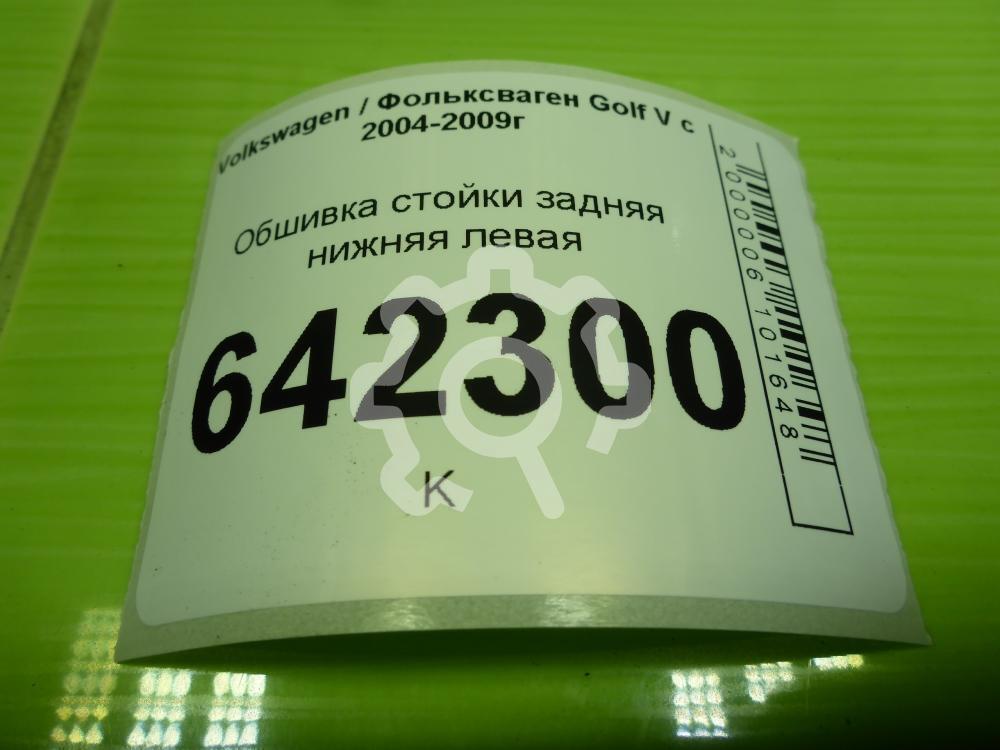 Volkswagen / Фольксваген Golf V с
2004-2009г
Обшивка стойки задняя
нижняя левая
642300
К
2000006101648